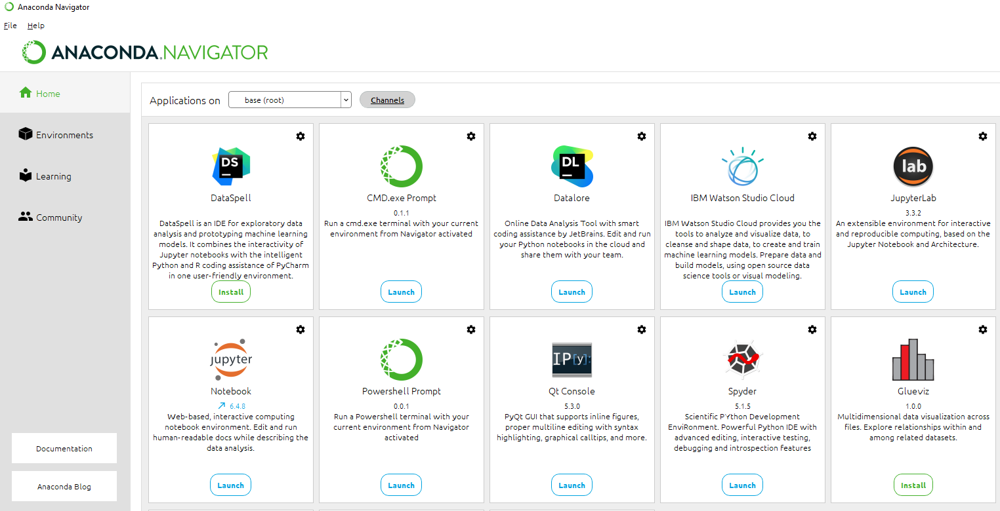 Anaconda Navigator
File Help
ANACONDA.NAVIGATOR
Home
Environments
Learning
Community
Documentation
Anaconda Blog
Applications on base (root) Channels
DS
DataSpell
DataSpell is an IDE for exploratory data
analysis and prototyping machine learning
models. It combines the interactivity of
Jupyter notebooks with the intelligent
Python and R coding assistance of PyCharm
in one user-friendly environment.
Install
CMD.exe Prompt
0.1.1
Run a cmd.exe terminal with your current
environment from Navigator activated
Launch
DL
Datalore
Online Data Analysis Tool with smart
coding assistance by JetBrains. Edit and run
your Python notebooks in the cloud and
share them with your team.
Launch
IBM Watson Studio Cloud
IBM Watson Studio Cloud provides you the
tools to analyze and visualize data, to
cleanse and shape data, to create and train
machine learning models. Prepare data and
build models, using open source data
science tools or visual modeling.
Launch
lab
JupyterLab
3.3.2
An extensible environment for interactive
and reproducible computing, based on the
Jupyter Notebook and Architecture.
Launch
jupyter
Notebook
6.4.8
Web-based, interactive computing
notebook environment. Edit and run
human-readable docs while describing the
data analysis.
Launch
Powershell Prompt
0.0.1
Run a Powershell terminal with your
current environment from Navigator
activated
Launch
IP[y]:
Qt Console
5.3.0
PyQt GUI that supports inline figures,
proper multiline editing with syntax
highlighting, graphical calltips, and more.
Launch
Spyder
5.1.5
Scientific PYthon Development
EnviRonment. Powerful Python IDE with
advanced editing, interactive testing,
debugging and introspection features
Launch
Glueviz
1.0.0
Multidimensional data visualization across
files. Explore relationships within and
among related datasets.
Install